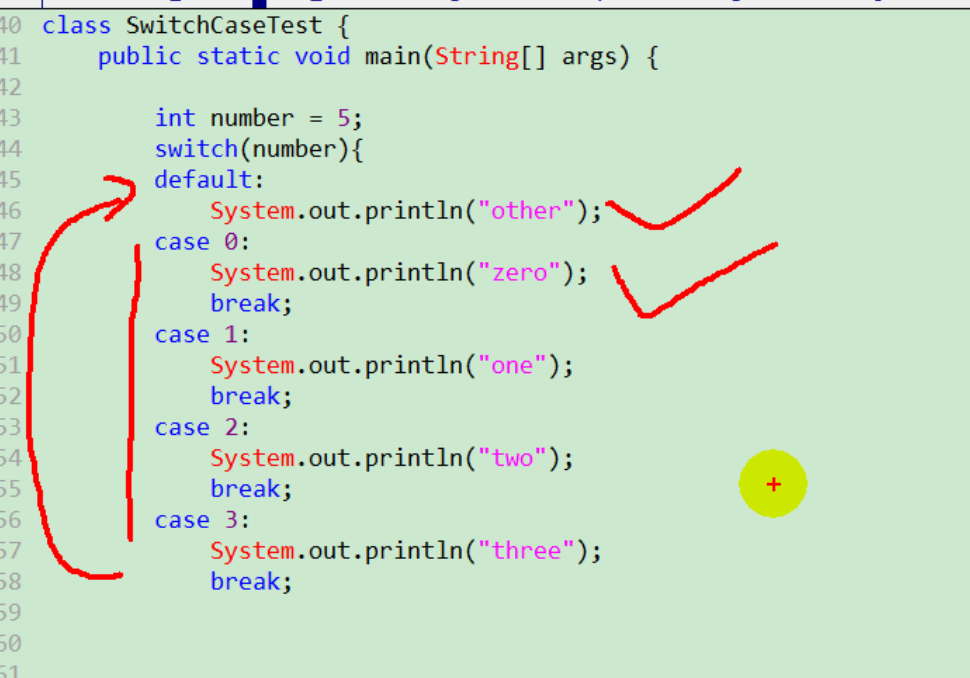 40 class SwitchCaseTest {
41     public static void main(String[] args) {
42
43         int number = 5;
44         switch(number){
45         default:
46             System.out.println("other");
47         case 0:
48             System.out.println("zero");
49             break;
50         case 1:
51             System.out.println("one");
52             break;
53         case 2:
54             System.out.println("two");
55             break;
56         case 3:
57             System.out.println("three");
58             break;
59
60
61